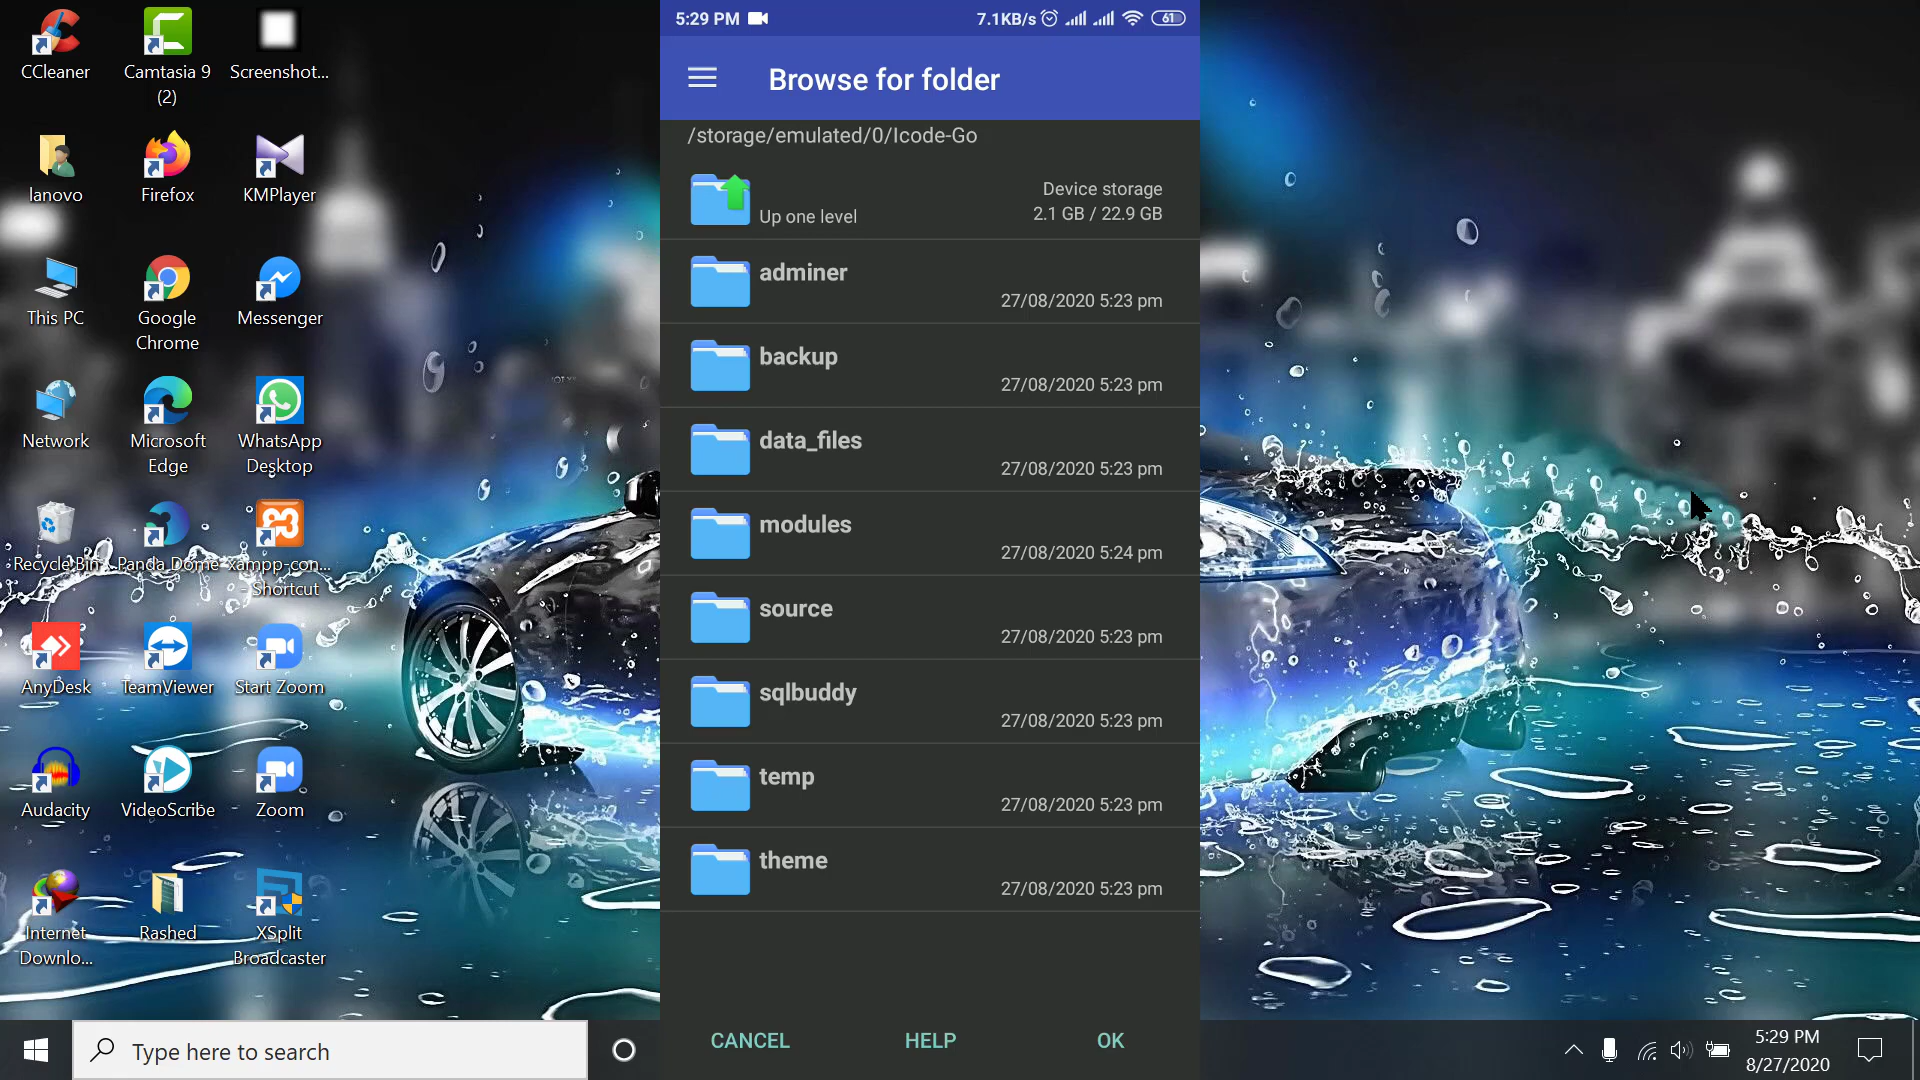 CCleaner
Camtasia 9
(2)
Screenshot...
lanovo
Firefox
KMPlayer
This PC
Google
Chrome
Messenger
Network
Microsoft
Edge
WhatsApp
Desktop
Recycle Bin
Panda Dome
xampp-con...
- Shortcut
AnyDesk
TeamViewer
Start Zoom
Audacity
VideoScribe
Zoom
Internet
Downlo...
Rashed
XSplit
Broadcaster
5:29 PM
7.1KB/s
61
Browse for folder
/storage/emulated/0/Icode-Go
Up one level
Device storage
2.1 GB / 22.9 GB
adminer
27/08/2020 5:23 pm
backup
27/08/2020 5:23 pm
data_files
27/08/2020 5:23 pm
modules
27/08/2020 5:24 pm
source
27/08/2020 5:23 pm
sqlbuddy
27/08/2020 5:23 pm
temp
27/08/2020 5:23 pm
theme
27/08/2020 5:23 pm
CANCEL
HELP
OK
Type here to search
5:29 PM
8/27/2020